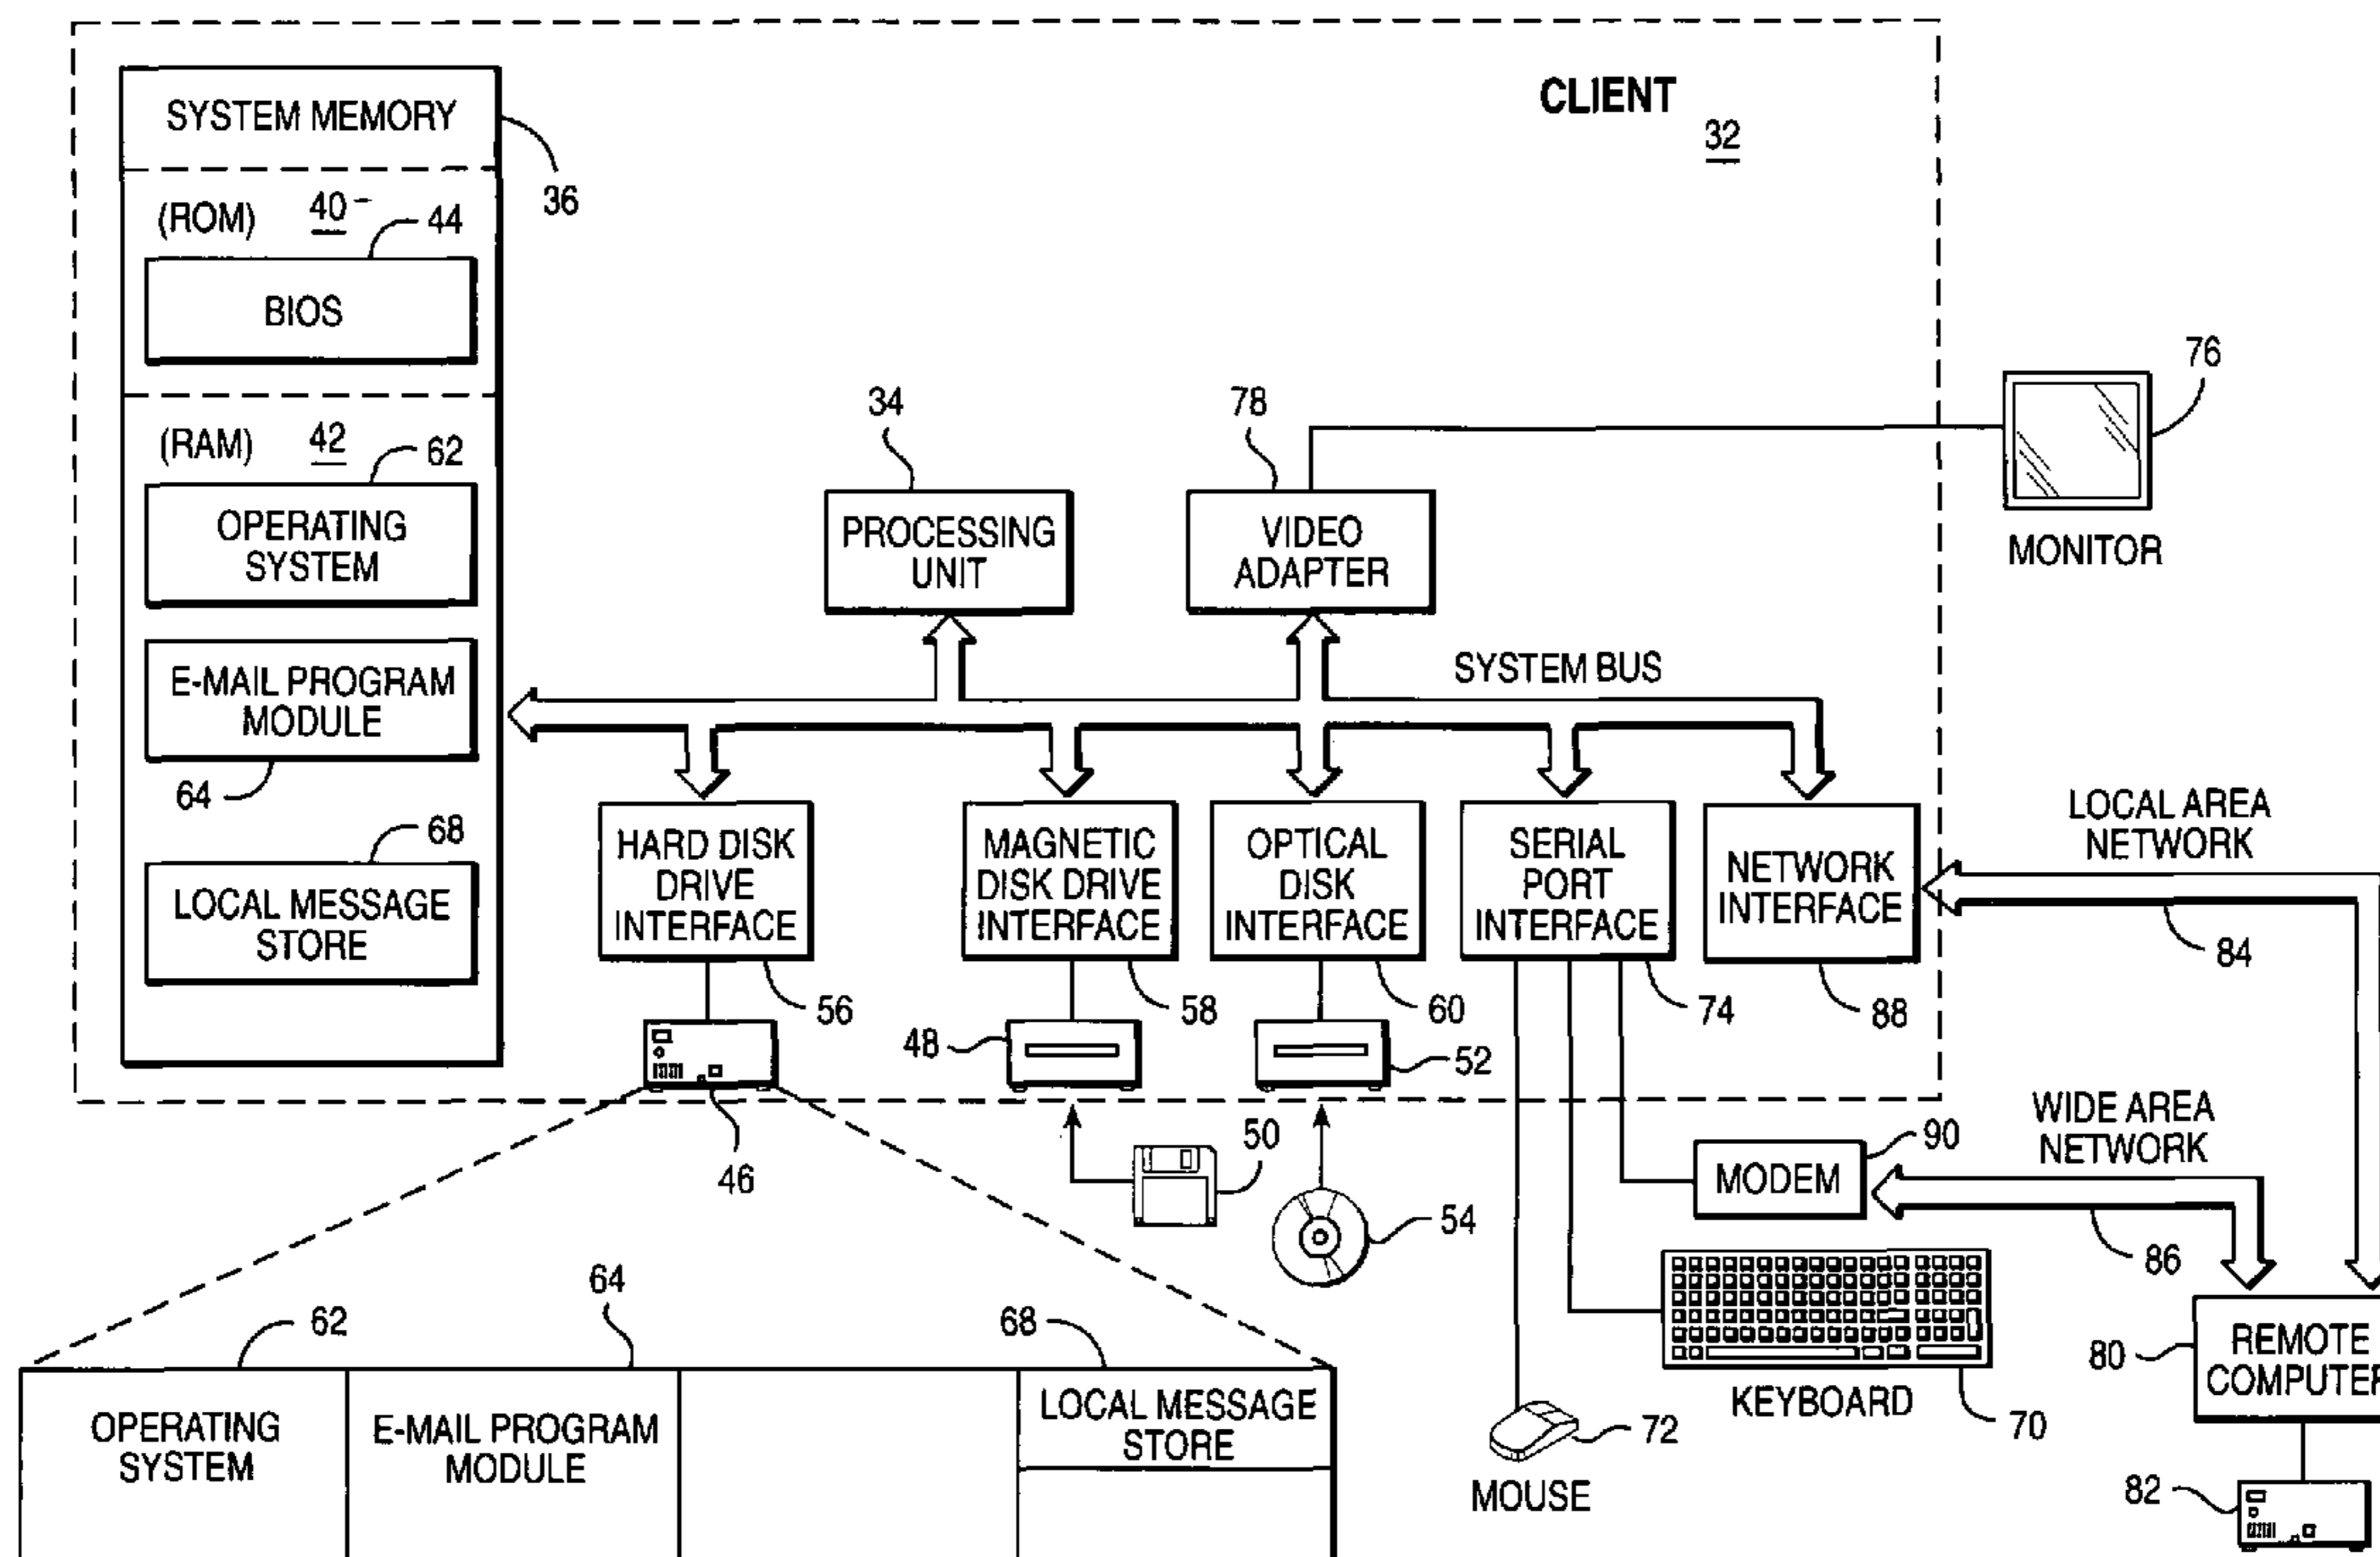 CLIENT
32
SYSTEM MEMORY
36
(ROM) 40
44
BIOS
(RAM) 42
62
OPERATING
SYSTEM
E-MAIL PROGRAM
MODULE
64
68
LOCAL MESSAGE
STORE
34
PROCESSING
UNIT
78
VIDEO
ADAPTER
76
MONITOR
SYSTEM BUS
HARD DISK
DRIVE
INTERFACE
56
MAGNETIC
DISK DRIVE
INTERFACE
58
OPTICAL
DISK
INTERFACE
60
SERIAL
PORT
INTERFACE
74
NETWORK
INTERFACE
88
LOCAL AREA
NETWORK
84
46
48
52
50
54
MODEM
90
WIDE AREA
NETWORK
86
KEYBOARD
70
72
MOUSE
80
REMOTE
COMPUTER
82
62
OPERATING
SYSTEM
64
E-MAIL PROGRAM
MODULE
68
LOCAL MESSAGE
STORE